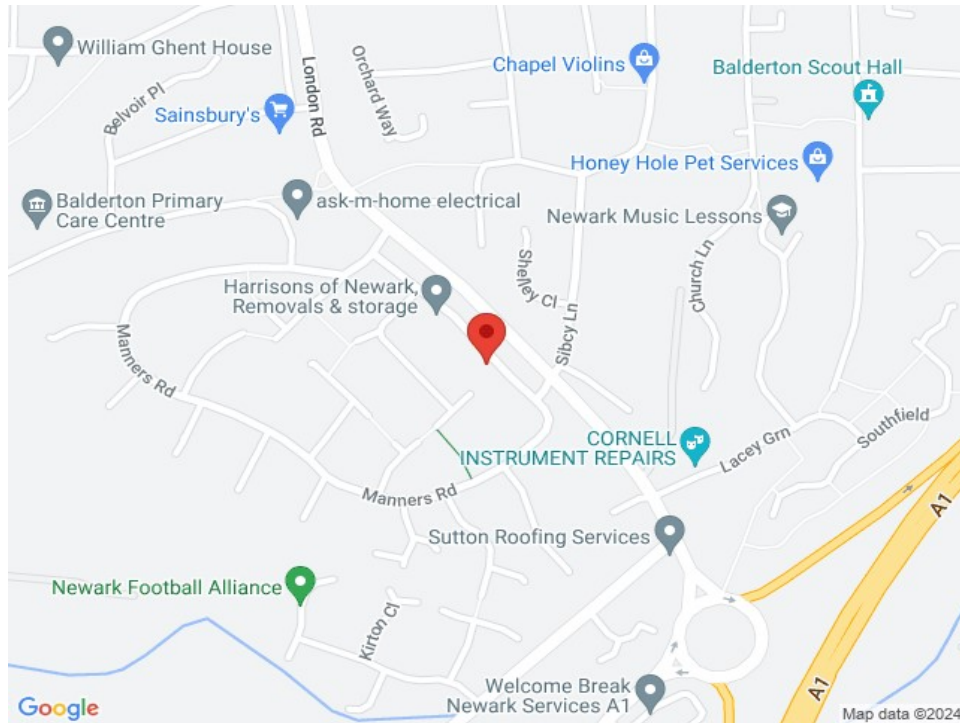 William Ghent House
Belvoir Pl
Sainsbury's
London Rd
Orchard Way
Chapel Violins
Balderton Scout Hall
Honey Hole Pet Services
Balderton Primary
Care Centre
ask-m-home electrical
Newark Music Lessons
Shelley Cl
Church Ln
Harrisons of Newark,
Removals & storage
Sibcy Ln
Manners Rd
CORNELL
INSTRUMENT REPAIRS
Lacey Grn
Southfield
Manners Rd
A1
Sutton Roofing Services
Newark Football Alliance
Kirton Cl
Welcome Break
Newark Services A1
A1
Google
Map data ©2024